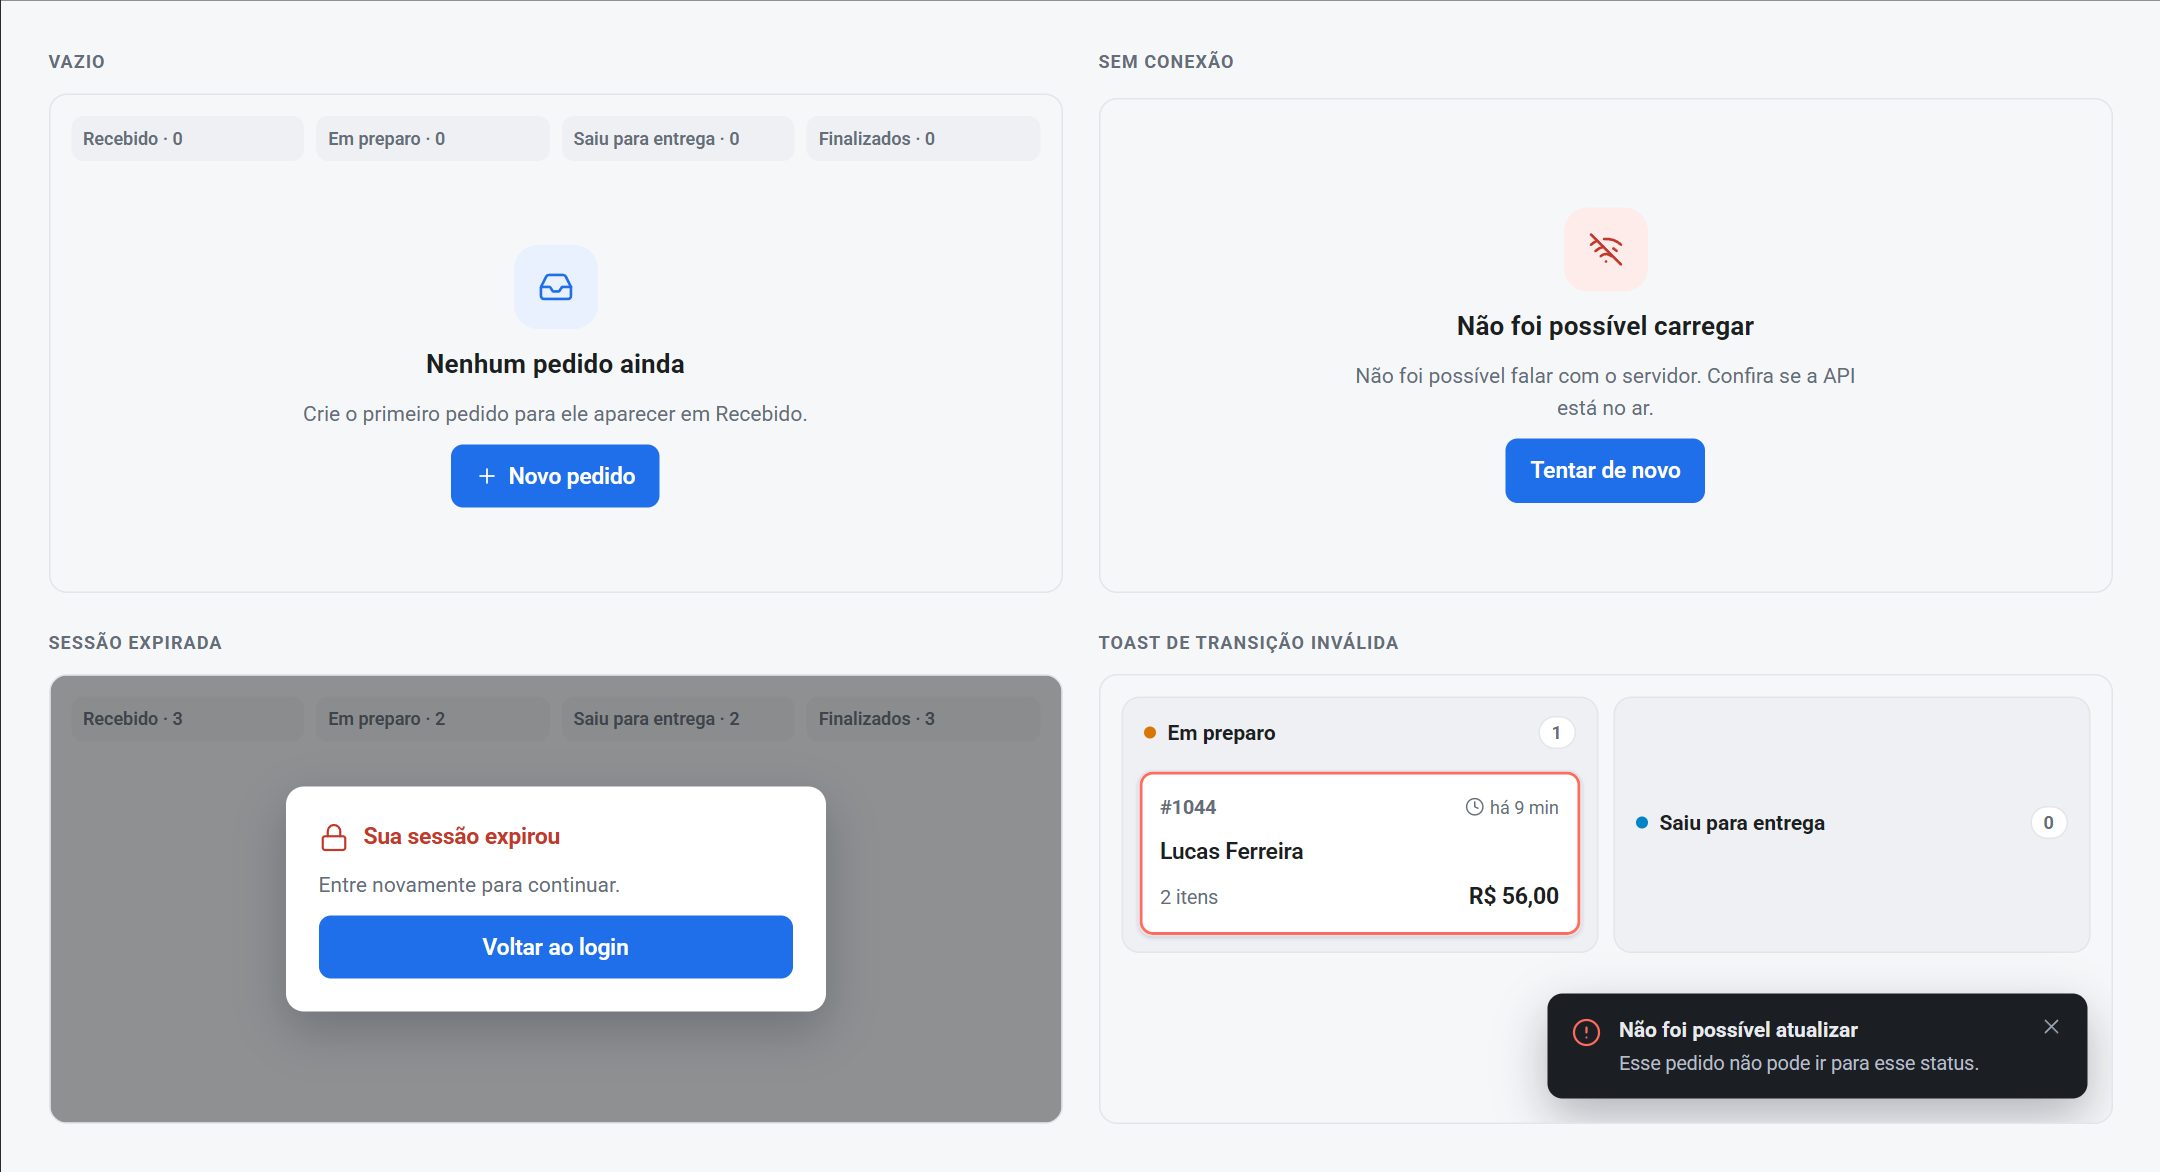 VAZIO
Recebido · 0
Em preparo · 0
Saiu para entrega · 0
Finalizados · 0
Nenhum pedido ainda
Crie o primeiro pedido para ele aparecer em Recebido.
+ Novo pedido
SEM CONEXÃO
Não foi possível carregar
Não foi possível falar com o servidor. Confira se a API
está no ar.
Tentar de novo
SESSÃO EXPIRADA
Recebido · 3
Em preparo · 2
Saiu para entrega · 2
Finalizados · 3
Sua sessão expirou
Entre novamente para continuar.
Voltar ao login
TOAST DE TRANSIÇÃO INVÁLIDA
Em preparo
1
#1044
há 9 min
Lucas Ferreira
2 itens
R$ 56,00
Saiu para entrega
0
Não foi possível atualizar
Esse pedido não pode ir para esse status.